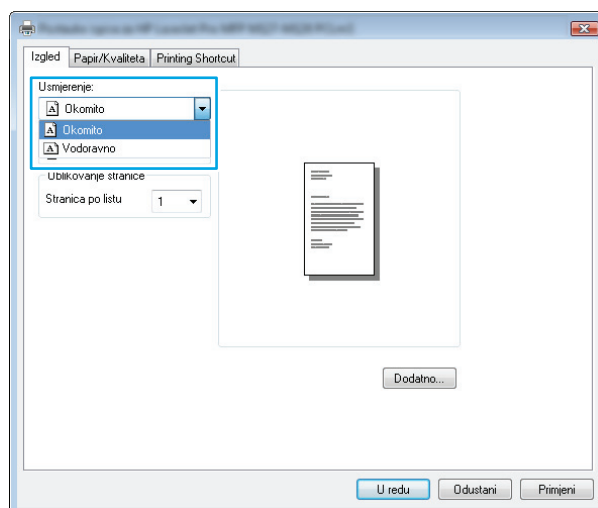 Izgled Papir/Kvaliteta Printing Shortcut
Usmjerenje:
Okomito
Okomito
Vodoravno
Oblikovanje stranice
Stranica po listu 1
Dodatno...
U redu Odustani Primjeni